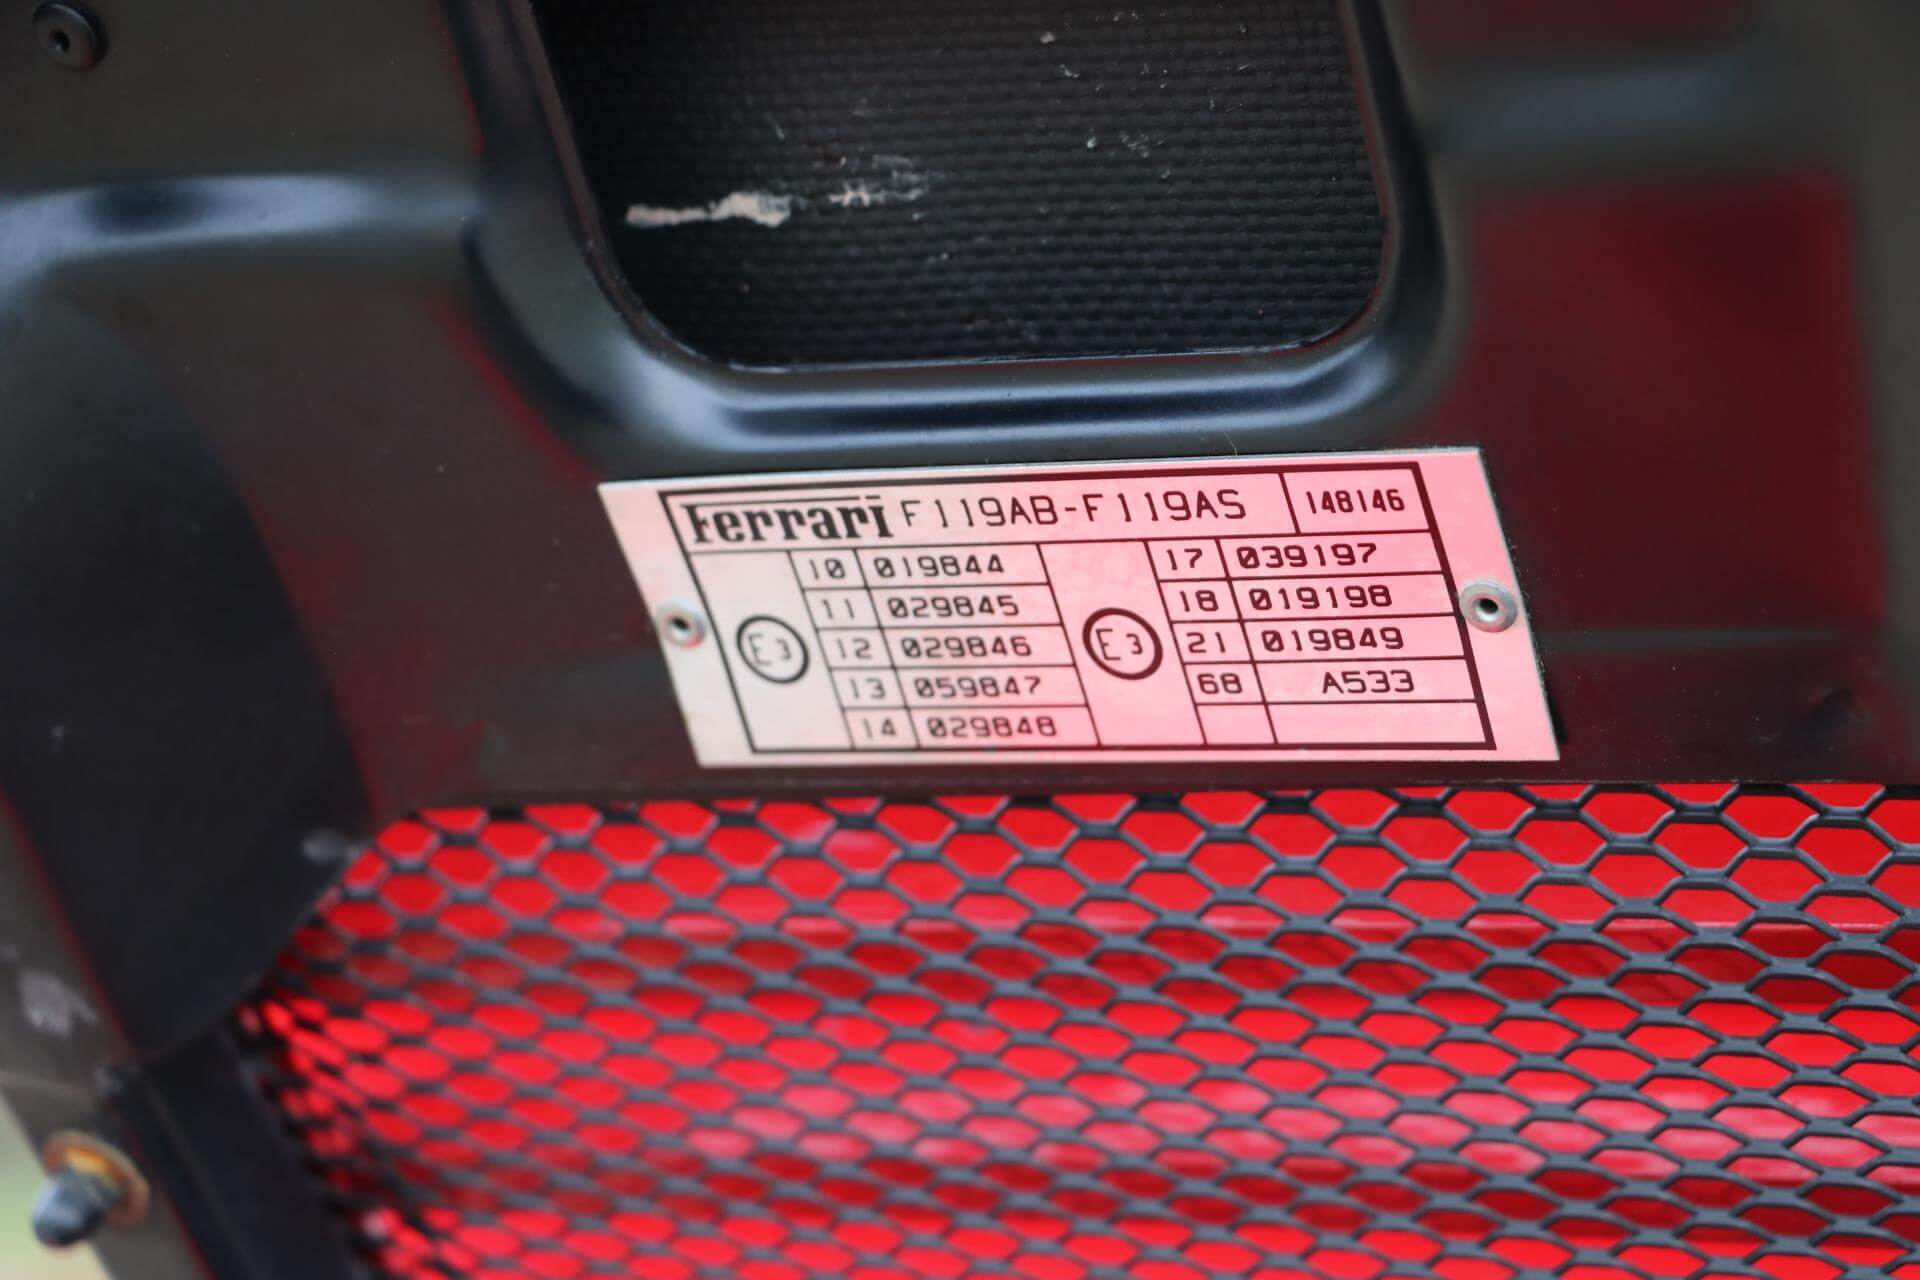 Ferrari F119AB-F119AS 148146
10 019844 17 039197
11 029845 18 019198
E3 12 029846 E3 21 019849
13 059847 68 A533
14 029848